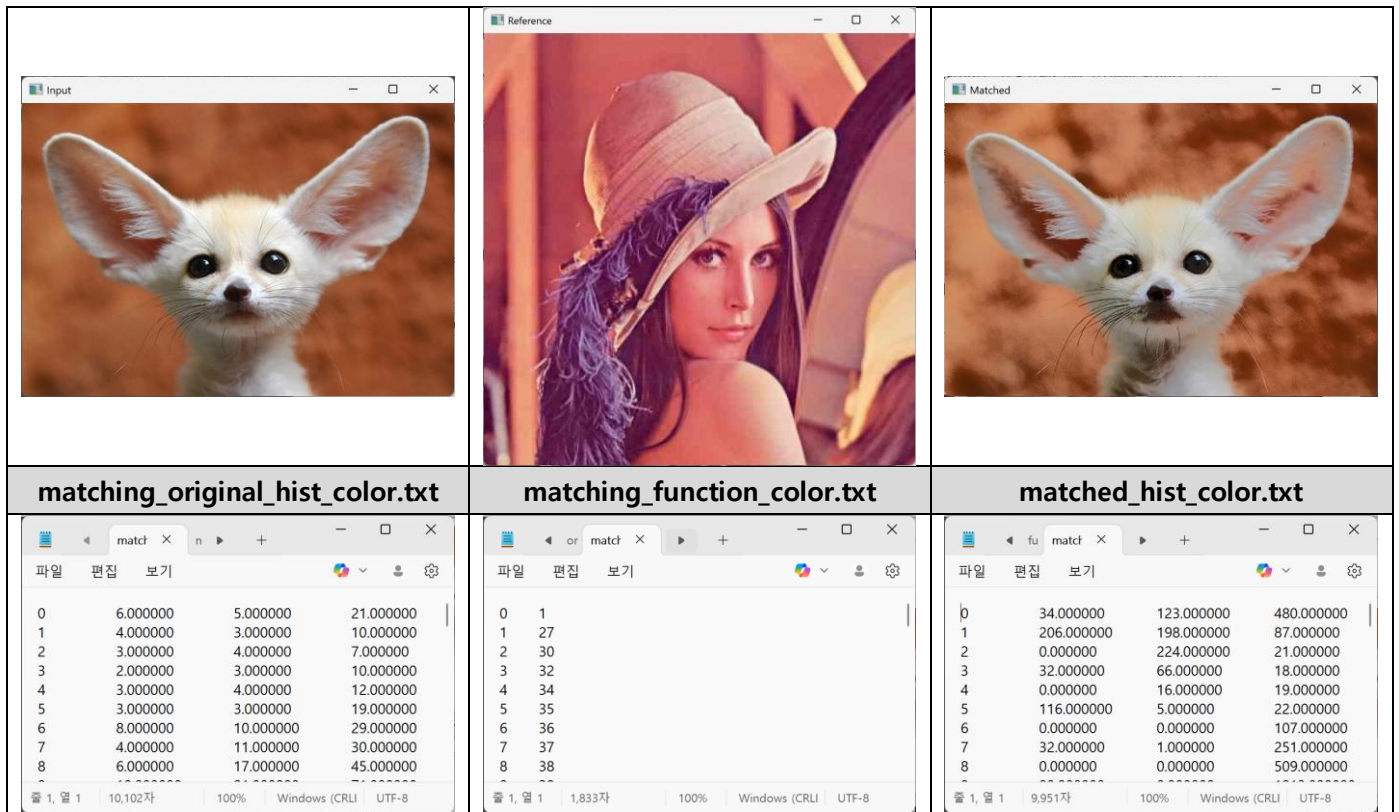 Input
Reference
Matched
matching_original_hist_color.txt
matching_function_color.txt
matched_hist_color.txt
match
n
파일 편집 보기
0 6.000000 5.000000 21.000000
1 4.000000 3.000000 10.000000
2 3.000000 4.000000 7.000000
3 2.000000 3.000000 10.000000
4 3.000000 4.000000 12.000000
5 3.000000 3.000000 19.000000
6 8.000000 10.000000 29.000000
7 4.000000 11.000000 30.000000
8 6.000000 17.000000 45.000000
줄 1, 열 1 10,102자 100% Windows (CRLI UTF-8
or match
파일 편집 보기
0 1
1 27
2 30
3 32
4 34
5 35
6 36
7 37
8 38
줄 1, 열 1 1,833자 100% Windows (CRLI UTF-8
fu match
파일 편집 보기
0 34.000000 123.000000 480.000000
1 206.000000 198.000000 87.000000
2 0.000000 224.000000 21.000000
3 32.000000 66.000000 18.000000
4 0.000000 16.000000 19.000000
5 116.000000 5.000000 22.000000
6 0.000000 0.000000 107.000000
7 32.000000 1.000000 251.000000
8 0.000000 0.000000 509.000000
줄 1, 열 1 9,951자 100% Windows (CRLI UTF-8